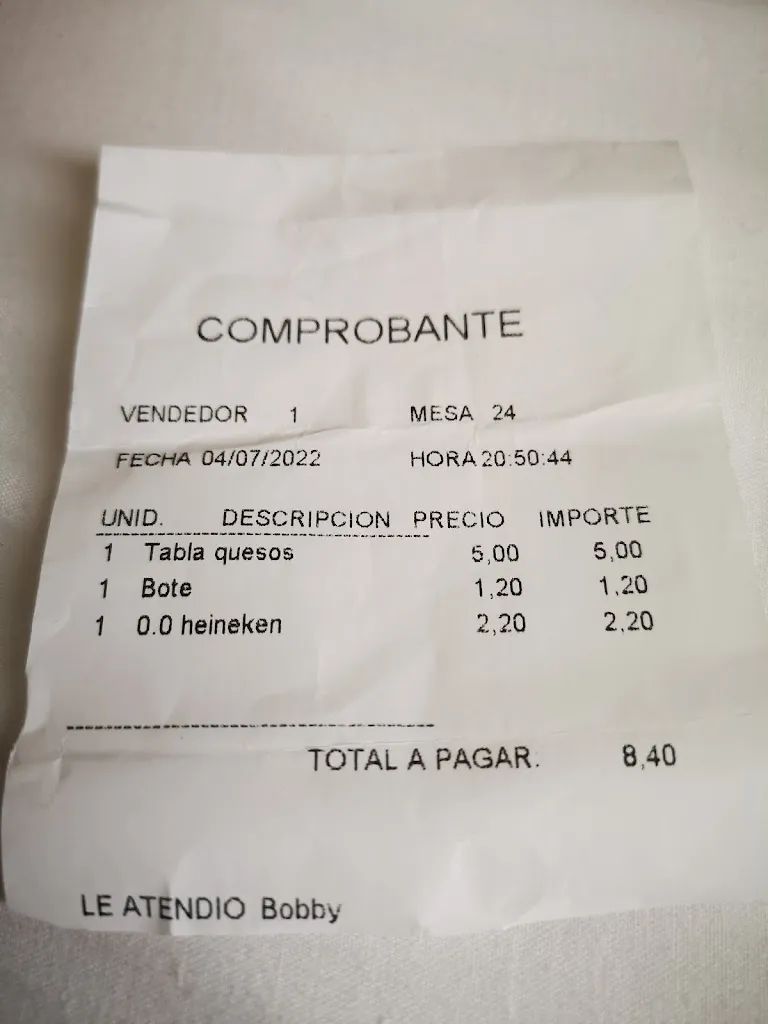 COMPROBANTE
VENDEDOR 1 MESA 24
FECHA 04/07/2022 HORA 20:50:44
UNID. DESCRIPCION PRECIO IMPORTE
1 Tabla quesos 5,00 5,00
1 Bote 1,20 1,20
1 0.0 heineken 2,20 2,20
TOTAL A PAGAR. 8,40
LE ATENDIO Bobby